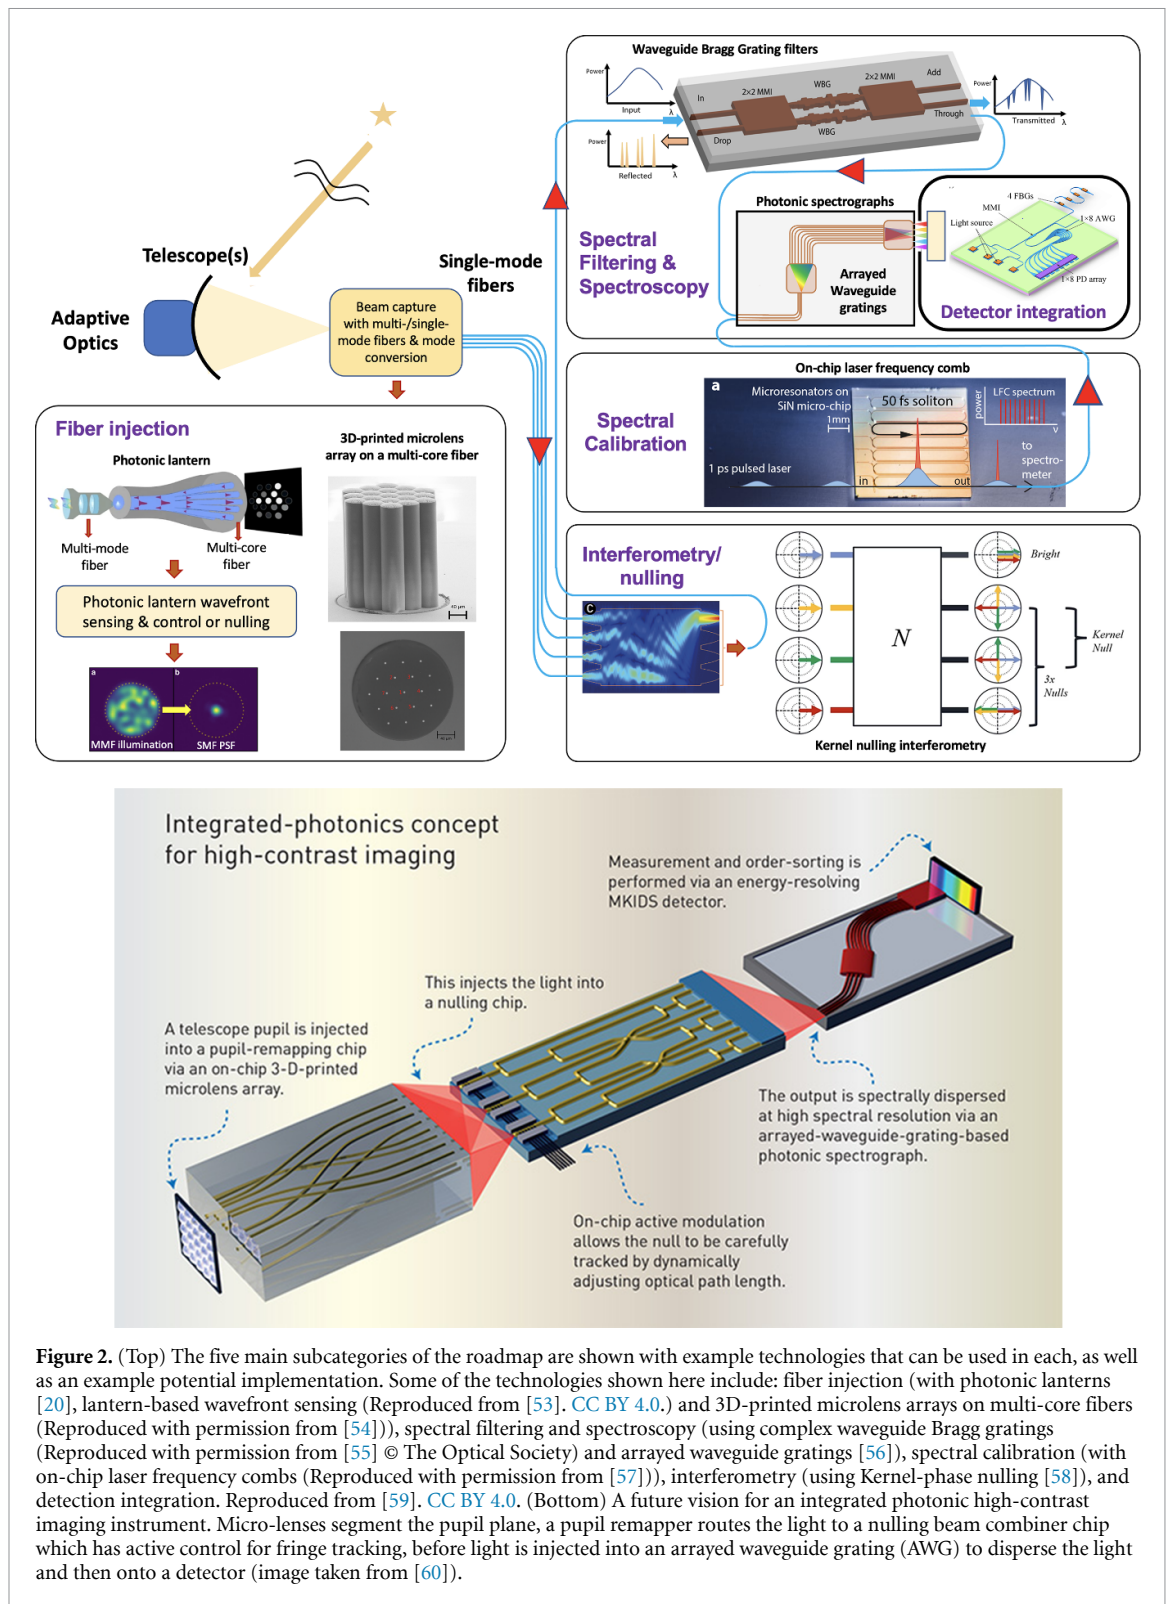 Waveguide Bragg Grating filters
Power
Input
λ
In
2×2 MMI
WBG
2×2 MMI
Add
Power
Transmitted
λ
Drop
WBG
Through
Power
Reflected
λ
Photonic spectrographs
Spectral
Filtering &
Spectroscopy
Arrayed
Waveguide
gratings
4 FBGs
MMI
Light source
1×8 AWG
1×8 PD array
Detector integration
Telescope(s)
Adaptive
Optics
Single-mode
fibers
Beam capture
with multi-/single-
mode fibers & mode
conversion
On-chip laser frequency comb
Spectral
Calibration
a
Microresonators on
SiN micro-chip
1mm
50 fs soliton
power
LFC spectrum
ν
1 ps pulsed laser
in
out
to
spectro-
meter
Fiber injection
Photonic lantern
Multi-mode
fiber
Multi-core
fiber
Photonic lantern wavefront
sensing & control or nulling
a
b
MMF illumination
SMF PSF
3D-printed microlens
array on a multi-core fiber
40 µm
Interferometry/
nulling
C
N
Bright
Kernel
Null
3x
Nulls
Kernel nulling interferometry
Integrated-photonics concept
for high-contrast imaging
Measurement and order-sorting is
performed via an energy-resolving
MKIDS detector.
This injects the light into
a nulling chip.
A telescope pupil is injected
into a pupil-remapping chip
via an on-chip 3-D-printed
microlens array.
The output is spectrally dispersed
at high spectral resolution via an
arrayed-waveguide-grating-based
photonic spectrograph.
On-chip active modulation
allows the null to be carefully
tracked by dynamically
adjusting optical path length.
Figure 2. (Top) The five main subcategories of the roadmap are shown with example technologies that can be used in each, as well
as an example potential implementation. Some of the technologies shown here include: fiber injection (with photonic lanterns
[20], lantern-based wavefront sensing (Reproduced from [53]. CC BY 4.0.) and 3D-printed microlens arrays on multi-core fibers
(Reproduced with permission from [54])), spectral filtering and spectroscopy (using complex waveguide Bragg gratings
(Reproduced with permission from [55] © The Optical Society) and arrayed waveguide gratings [56]), spectral calibration (with
on-chip laser frequency combs (Reproduced with permission from [57])), interferometry (using Kernel-phase nulling [58]), and
detection integration. Reproduced from [59]. CC BY 4.0. (Bottom) A future vision for an integrated photonic high-contrast
imaging instrument. Micro-lenses segment the pupil plane, a pupil remapper routes the light to a nulling beam combiner chip
which has active control for fringe tracking, before light is injected into an arrayed waveguide grating (AWG) to disperse the light
and then onto a detector (image taken from [60]).